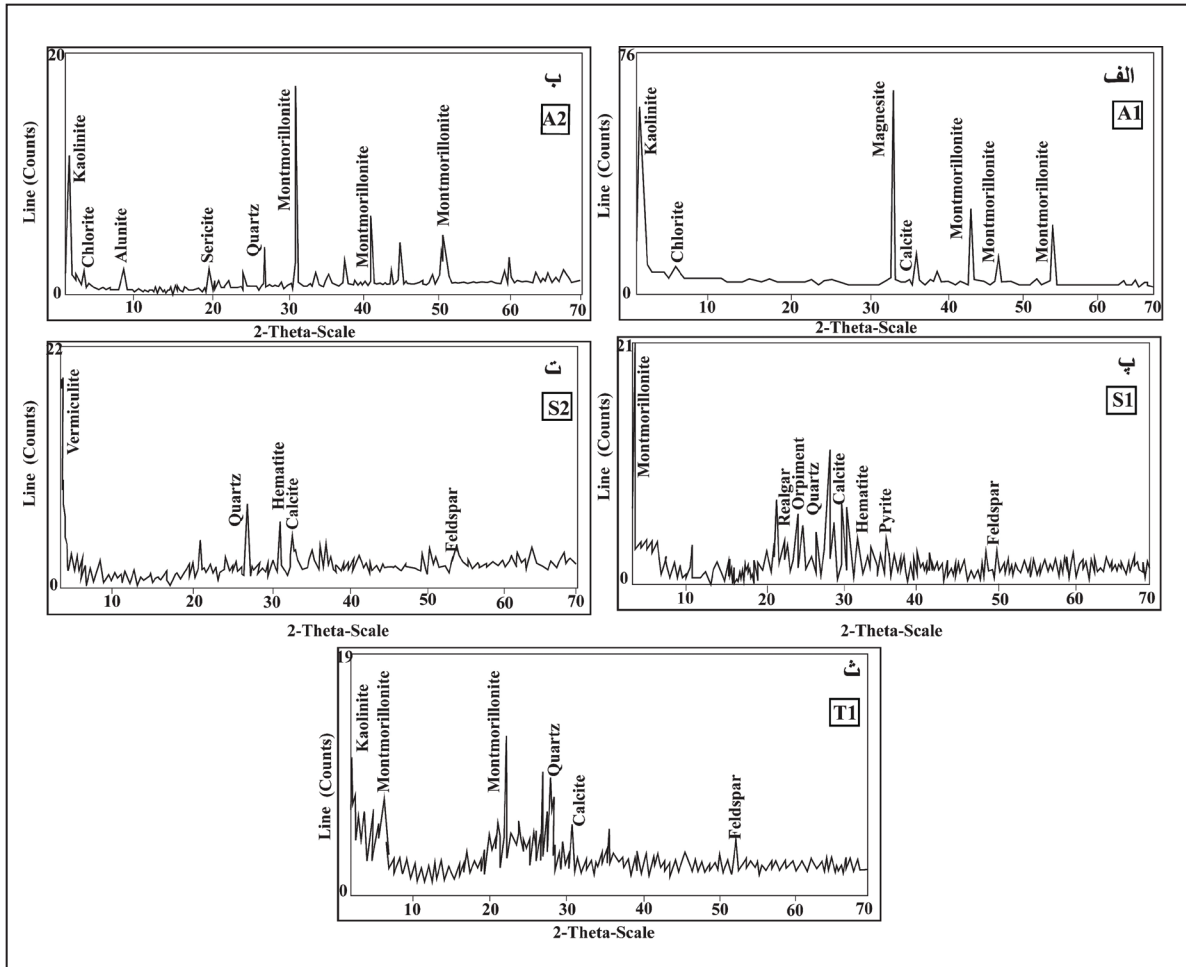 20
ب
A2
Kaolinite
Chlorite
Alunite
Sericite
Quartz
Montmorillonite
Montmorillonite
Montmorillonite
Line (Counts)
0
10 20 30 40 50 60 70
2-Theta-Scale
76
الف
A1
Kaolinite
Chlorite
Magnesite
Calcite
Montmorillonite
Montmorillonite
Montmorillonite
Line (Counts)
0
10 20 30 40 50 60 70
2-Theta-Scale
22
ت
S2
Vermiculite
Quartz
Hematite
Calcite
Feldspar
Line (Counts)
0
10 20 30 40 50 60 70
2-Theta-Scale
21
پ
S1
Montmorillonite
Realgar
Orpiment
Quartz
Calcite
Hematite
Pyrite
Feldspar
Line (Counts)
0
10 20 30 40 50 60 70
2-Theta-Scale
19
ث
T1
Kaolinite
Montmorillonite
Montmorillonite
Quartz
Calcite
Feldspar
Line (Counts)
0
10 20 30 40 50 60 70
2-Theta-Scale